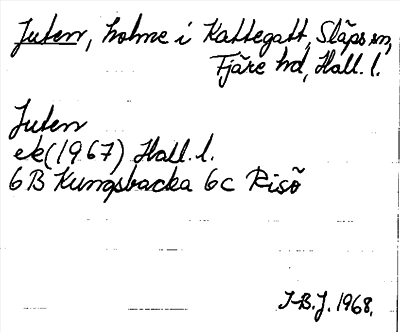 Juten, holme i Kattegatt, Släps sn,
Fjäre hd, Hall. l.
Juten
ek (1967) Hall. l.
6B Kungsbacka 6c Risö
I-B.J. 1968.